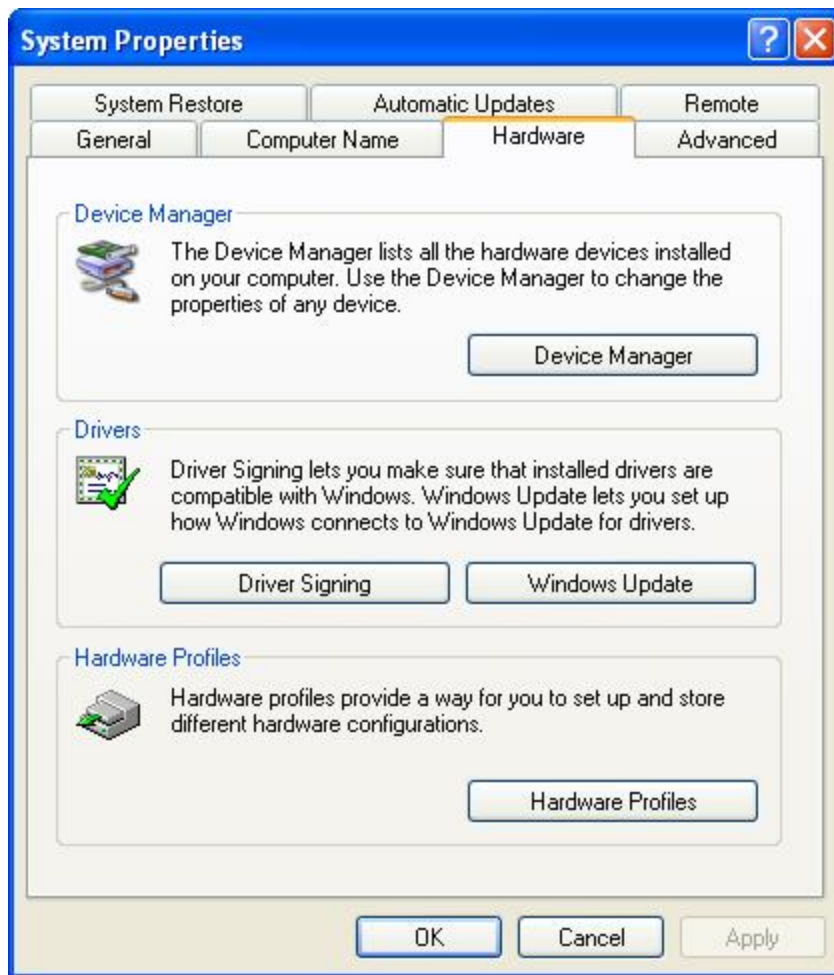 System Properties
System Restore Automatic Updates Remote
General Computer Name Hardware Advanced
Device Manager
The Device Manager lists all the hardware devices installed
on your computer. Use the Device Manager to change the
properties of any device.
Device Manager
Drivers
Driver Signing lets you make sure that installed drivers are
compatible with Windows. Windows Update lets you set up
how Windows connects to Windows Update for drivers.
Driver Signing Windows Update
Hardware Profiles
Hardware profiles provide a way for you to set up and store
different hardware configurations.
Hardware Profiles
OK Cancel Apply